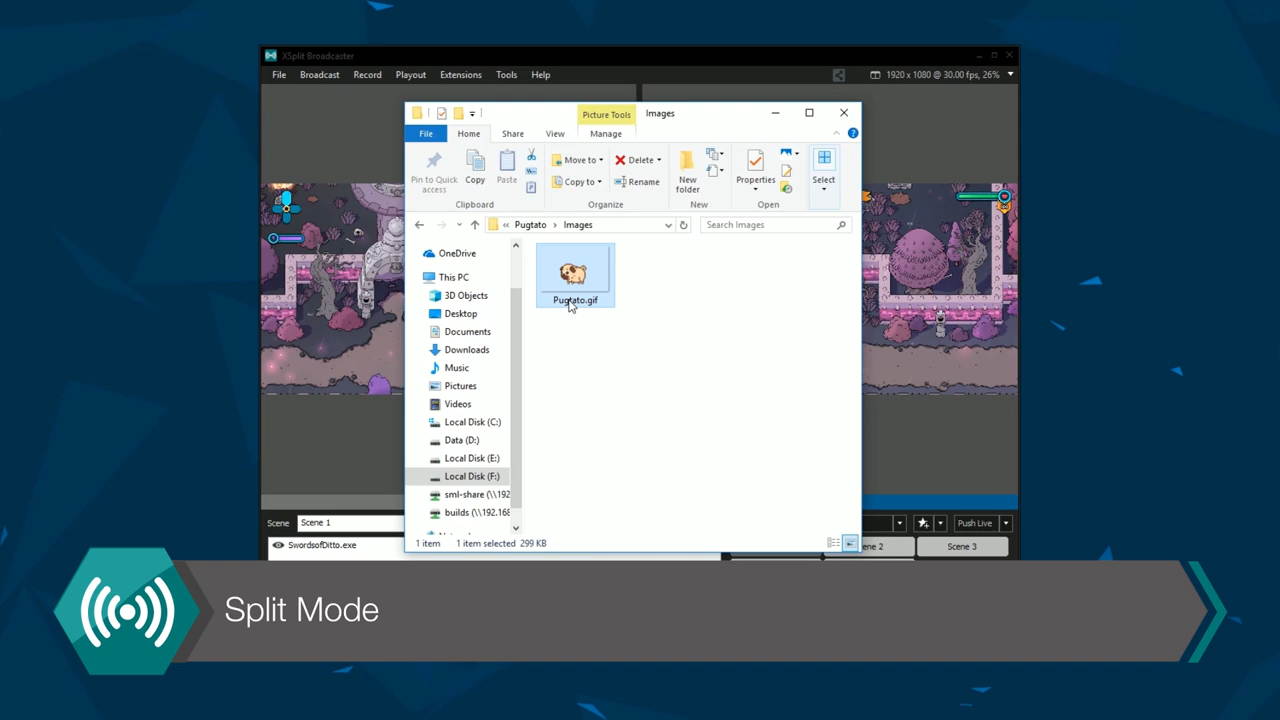 XSplit Broadcaster
File Broadcast Record Playout Extensions Tools Help
1920 x 1080 @ 30.00 fps, 26%
Picture Tools Images
File Home Share View Manage
Pin to Quick access
Copy
Paste
Move to
Copy to
Delete
Rename
New folder
Properties
Select
Clipboard Organize New Open
« Pugtato > Images
Search Images
OneDrive
This PC
3D Objects
Desktop
Documents
Downloads
Music
Pictures
Videos
Local Disk (C:)
Data (D:)
Local Disk (E:)
Local Disk (F:)
sml-share (\\192
builds (\\192.168
Pugtato.gif
1 item 1 item selected 299 KB
Scene Scene 1
Push Live
SwordsofDitto.exe
ene 2 Scene 3
Split Mode